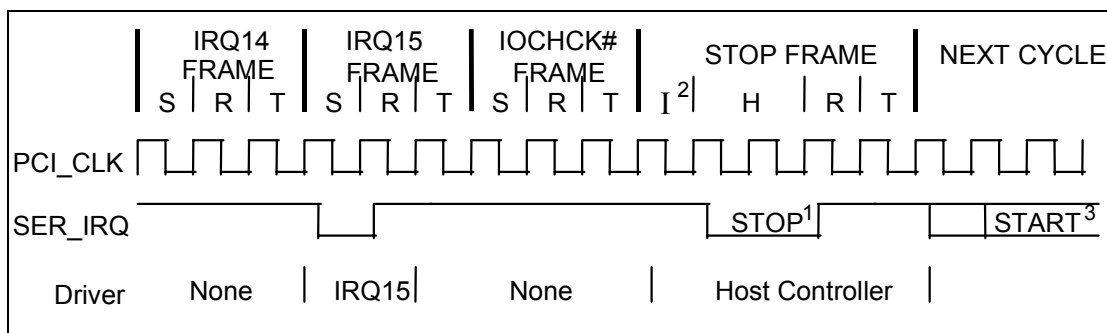 IRQ14 FRAME
IRQ15 FRAME
IOCHCK# FRAME
STOP FRAME
NEXT CYCLE
S R T S R T S R T I² H R T
PCI_CLK
SER_IRQ STOP¹ START³
Driver None IRQ15 None Host Controller